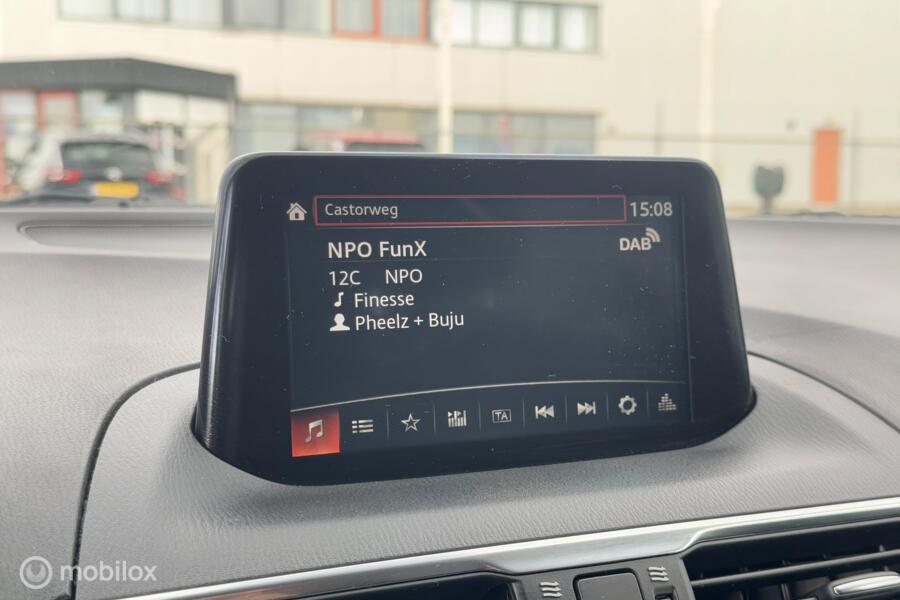 Castorweg 15:08
NPO FunX DAB
12C NPO
Finesse
Pheelz + Buju
TA
mobilox